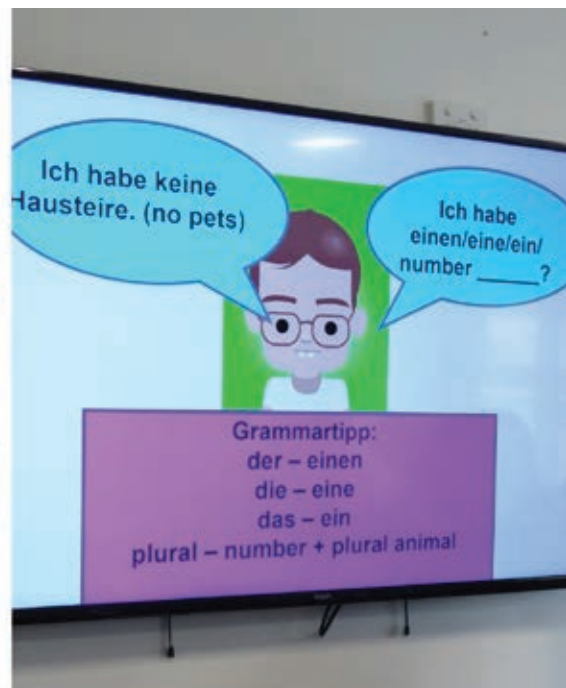 Ich habe keine
Hausteire. (no pets)
Ich habe
einen/eine/ein/
number _____?
Grammartipp:
der – einen
die – eine
das – ein
plural – number + plural animal